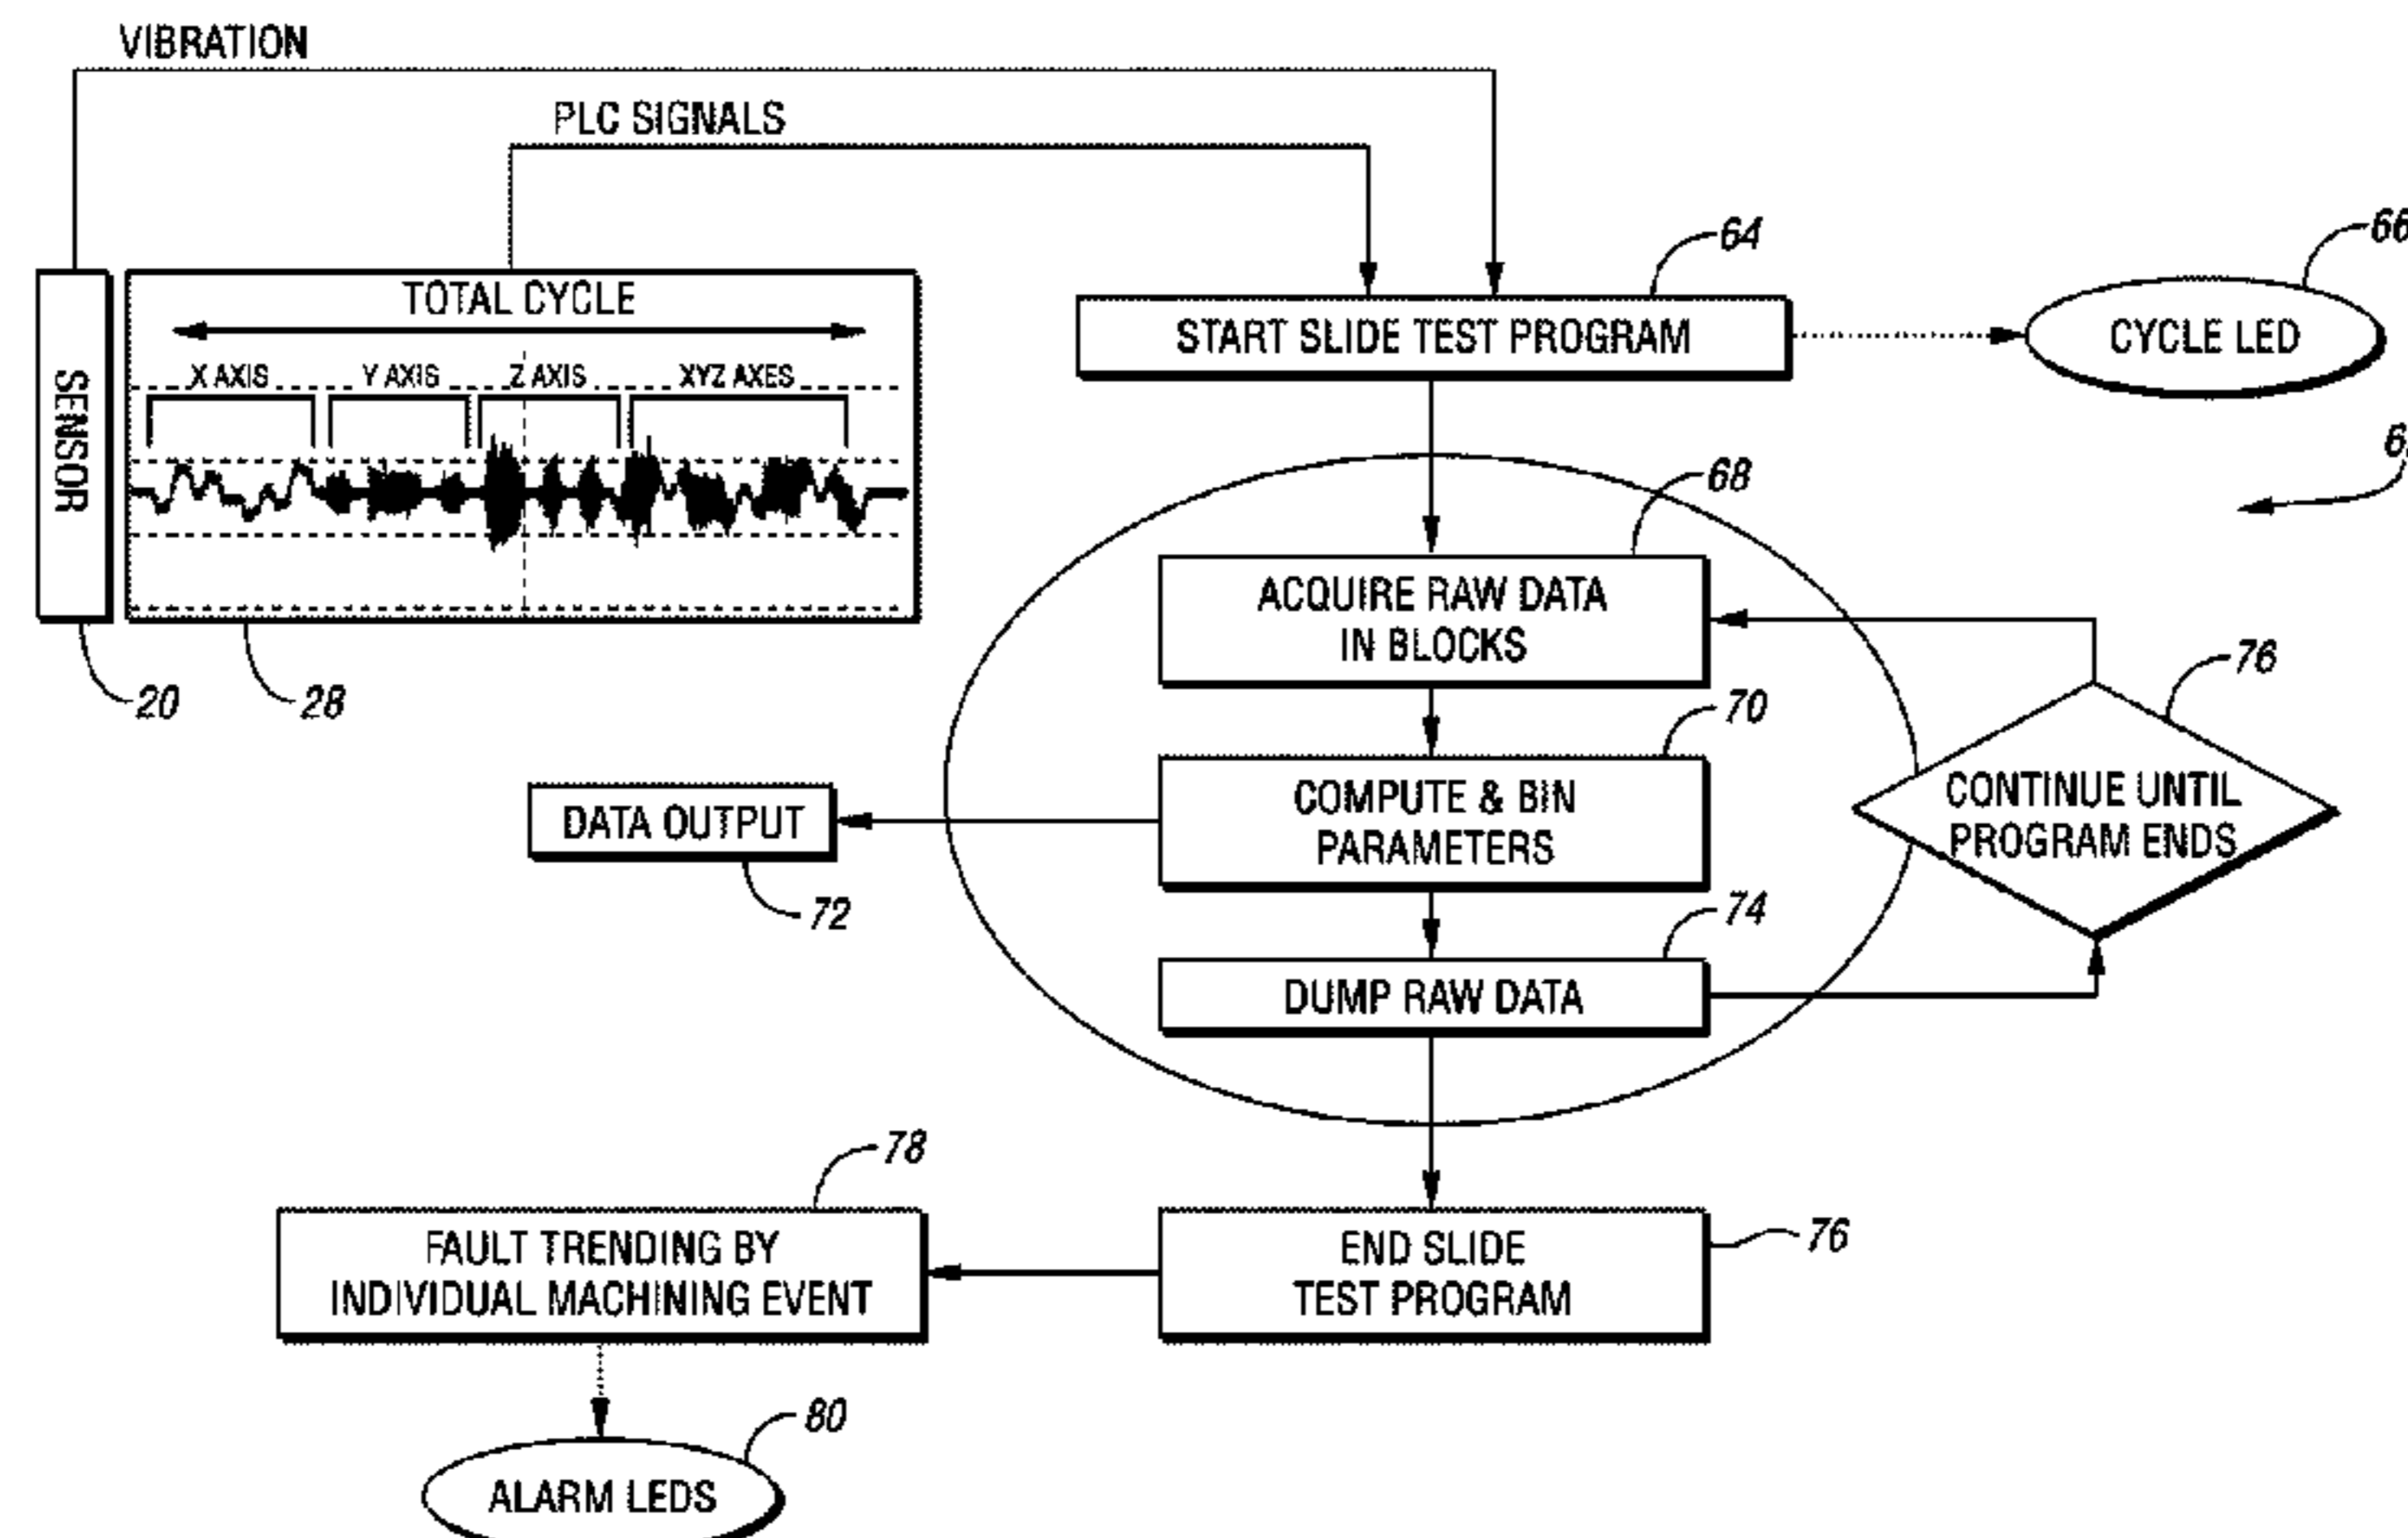 VIBRATION
PLC SIGNALS
64
66
TOTAL CYCLE
START SLIDE TEST PROGRAM
CYCLE LED
SENSOR
X AXIS
Y AXIS
Z AXIS
XYZ AXES
68
ACQUIRE RAW DATA
IN BLOCKS
76
20
28
70
CONTINUE UNTIL
PROGRAM ENDS
COMPUTE & BIN
PARAMETERS
DATA OUTPUT
72
74
DUMP RAW DATA
78
FAULT TRENDING BY
INDIVIDUAL MACHINING EVENT
END SLIDE
TEST PROGRAM
76
80
ALARM LEDS